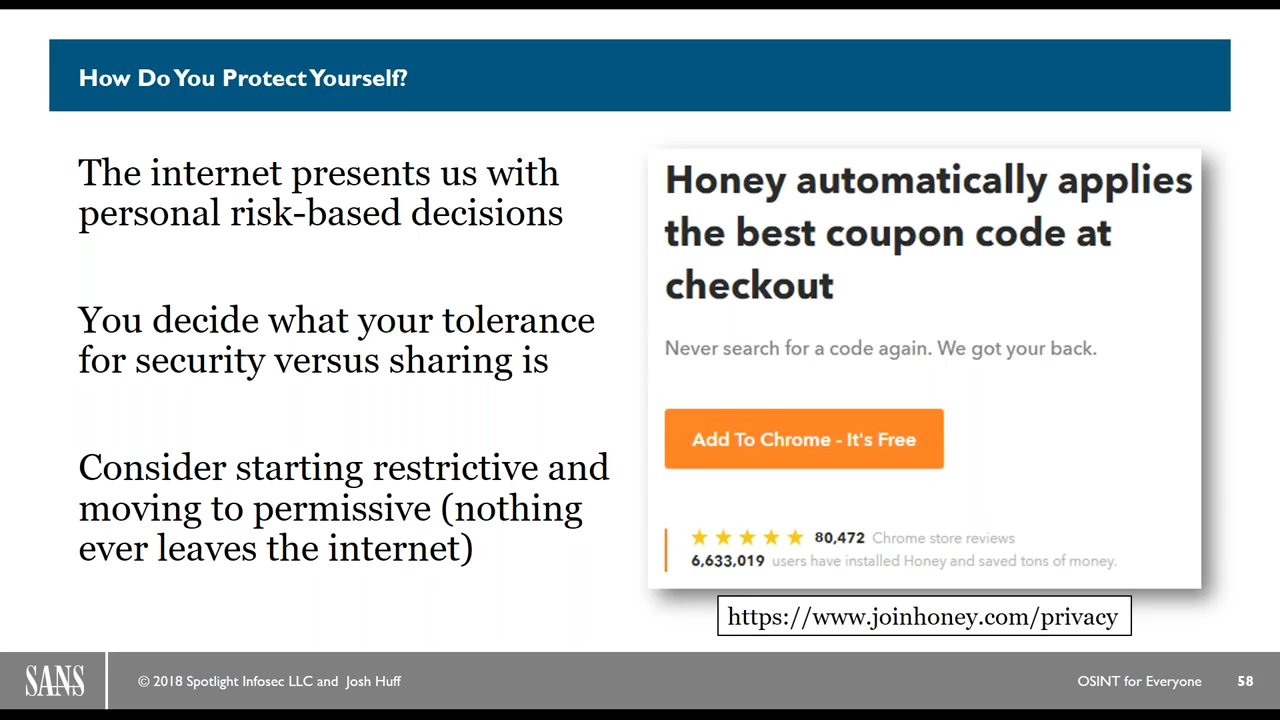 How Do You Protect Yourself?
The internet presents us with
personal risk-based decisions
You decide what your tolerance
for security versus sharing is
Consider starting restrictive and
moving to permissive (nothing
ever leaves the internet)
Honey automatically applies
the best coupon code at
checkout
Never search for a code again. We got your back.
Add To Chrome - It's Free
80,472 Chrome store reviews
6,633,019 users have installed Honey and saved tons of money.
https://www.joinhoney.com/privacy
SANS
© 2018 Spotlight Infosec LLC and Josh Huff
OSINT for Everyone
58